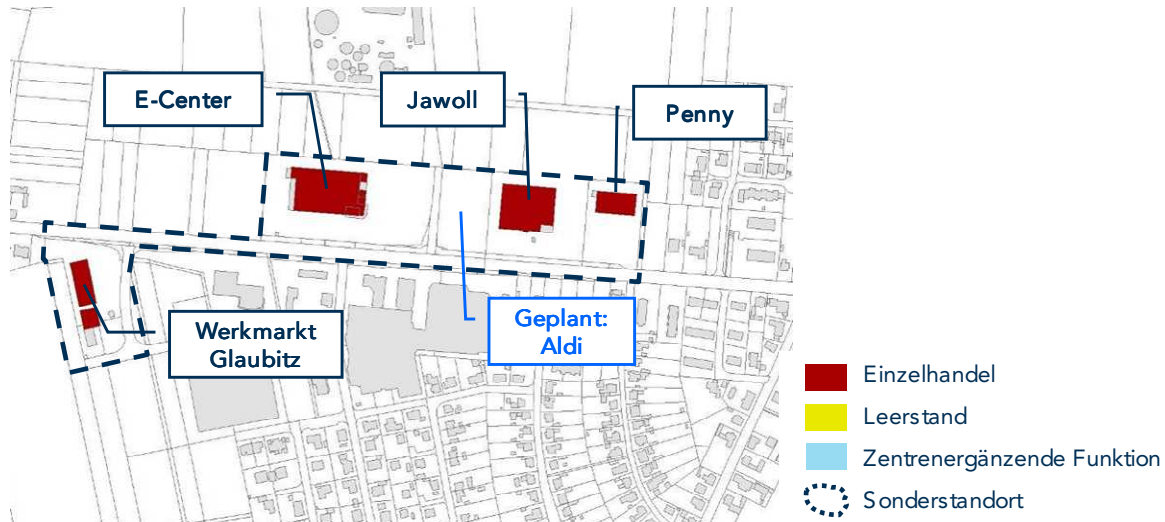 E-Center
Jawoll
Penny
Werkmarkt
Glaubitz
Geplant:
Aldi
Einzelhandel
Leerstand
Zentrenergänzende Funktion
Sonderstandort